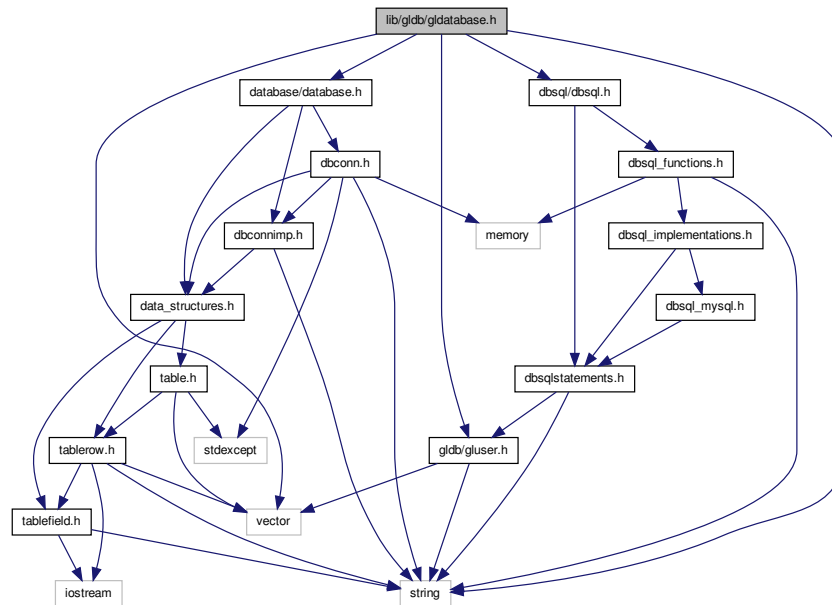 lib/gldb/gldatabase.h
database/database.h
dbsql/dbsql.h
dbconn.h
dbsql_functions.h
dbconnimp.h
memory
dbsql_implementations.h
data_structures.h
dbsql_mysql.h
table.h
dbsqlstatements.h
tablerow.h
stdexcept
gldb/gluser.h
tablefield.h
vector
iostream
string